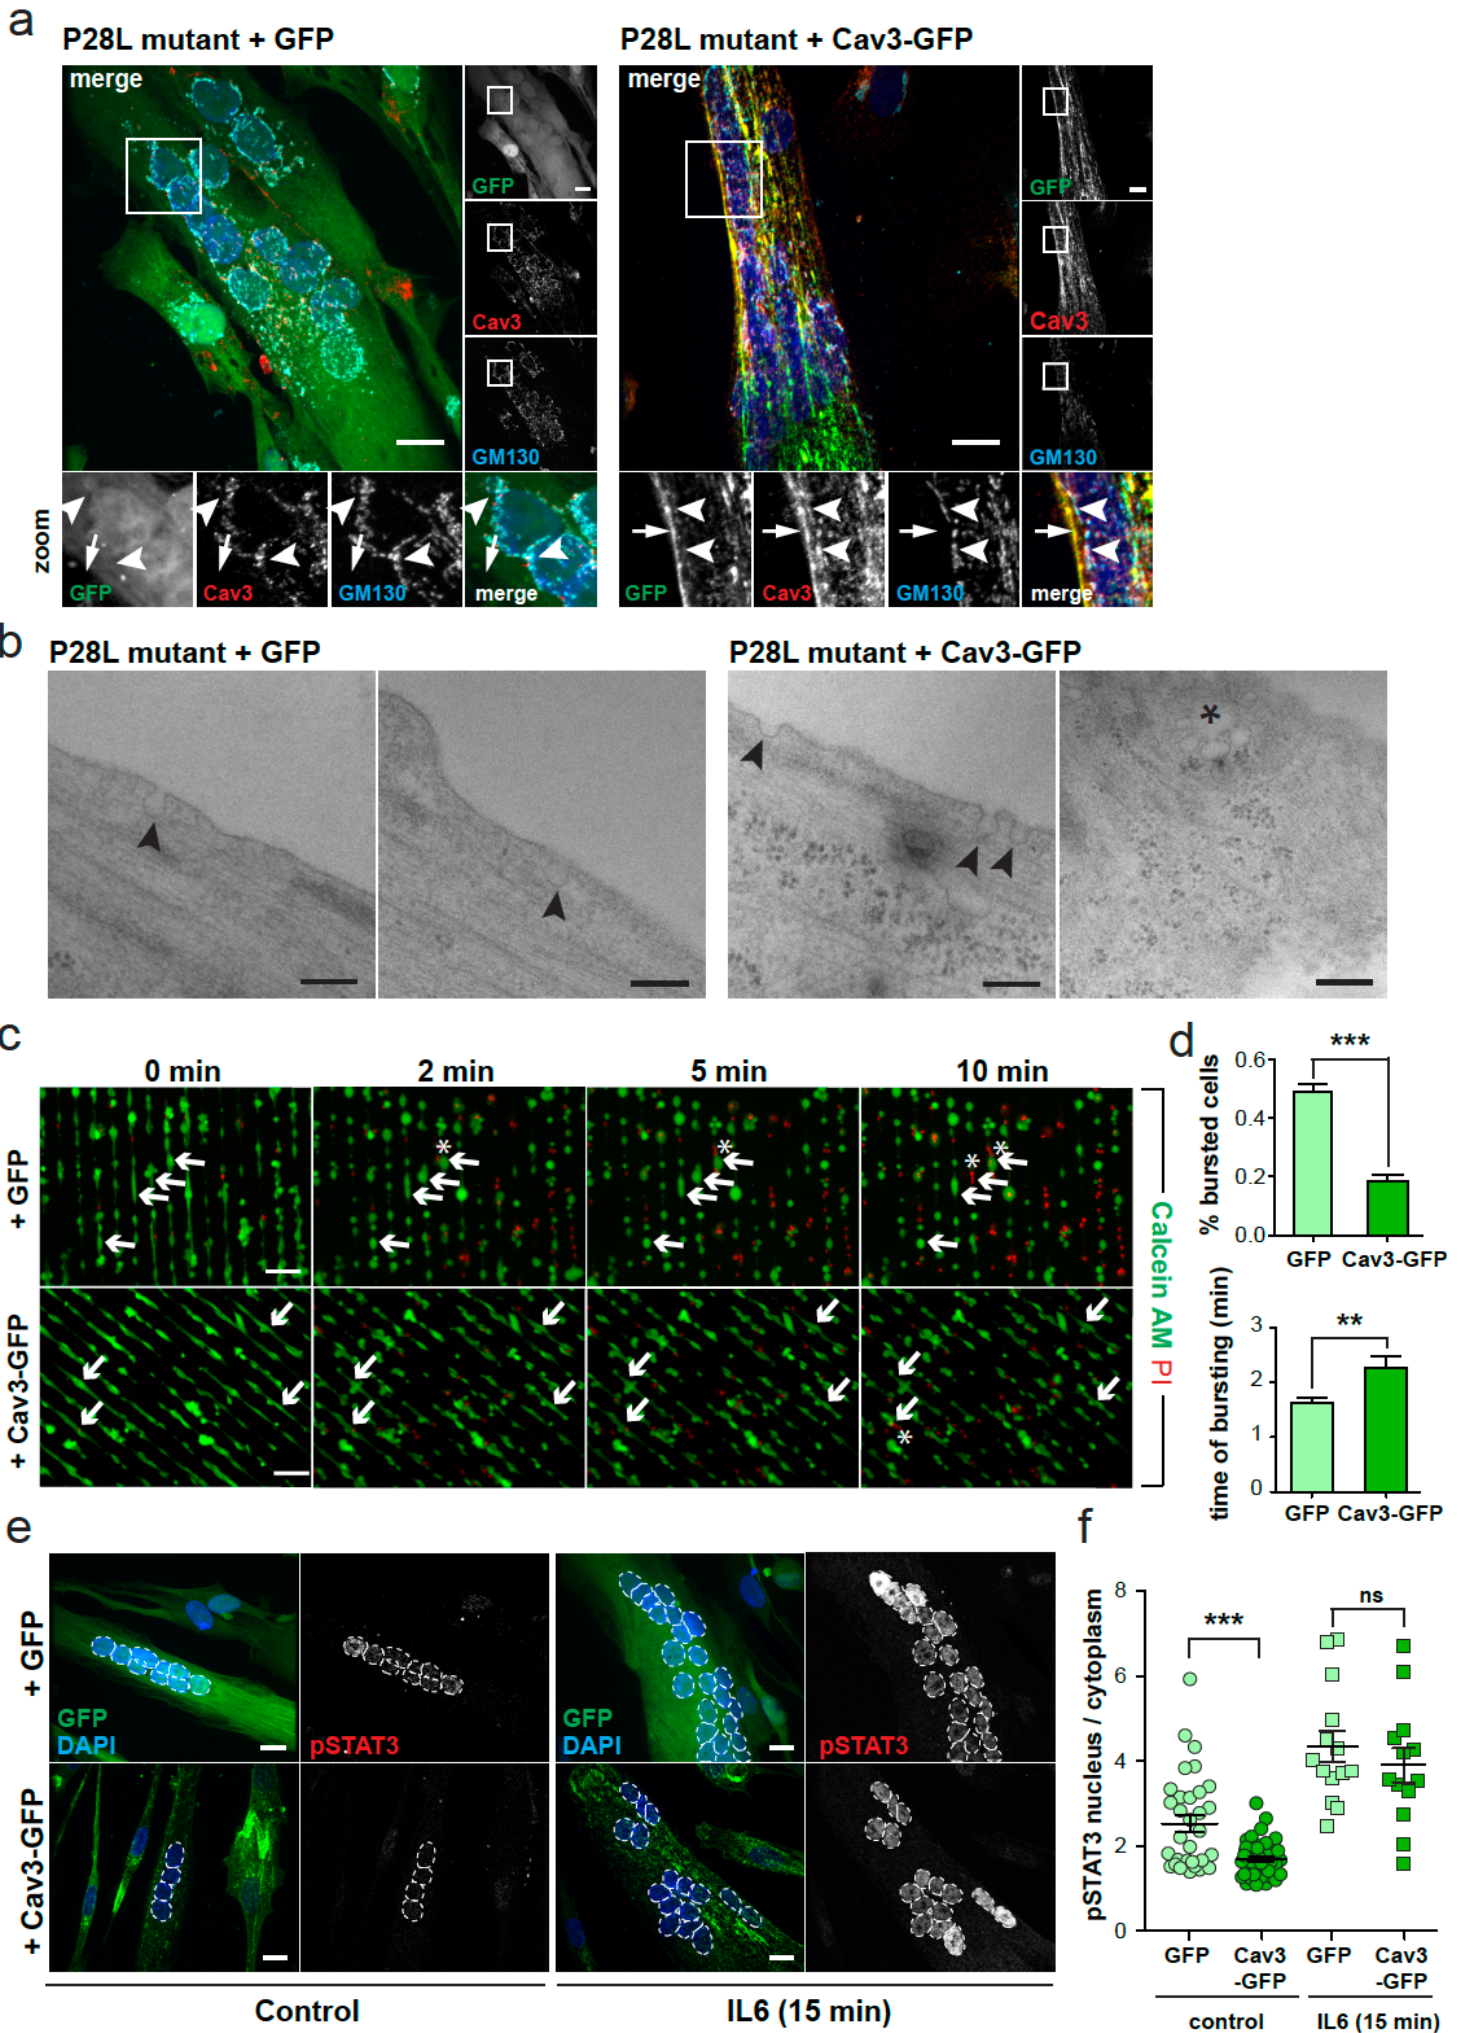 a
P28L mutant + GFP
P28L mutant + Cav3-GFP
merge
GFP
Cav3
GM130
merge
GFP
Cav3
GM130
zoom
GFP
Cav3
GM130
merge
GFP
Cav3
GM130
merge
b
P28L mutant + GFP
P28L mutant + Cav3-GFP
*
c
0 min
2 min
5 min
10 min
+ GFP
* * * *
+ Cav3-GFP
*
Calcein AM PI
d
***
% bursted cells
0.6
0.4
0.2
0.0
GFP Cav3-GFP
**
time of bursting (min)
3
2
1
0
GFP Cav3-GFP
e
+ GFP
GFP
DAPI
pSTAT3
GFP
DAPI
pSTAT3
+ Cav3-GFP
Control
IL6 (15 min)
f
pSTAT3 nucleus / cytoplasm
8
6
4
2
0
***
ns
GFP Cav3 GFP Cav3
-GFP -GFP
control IL6 (15 min)